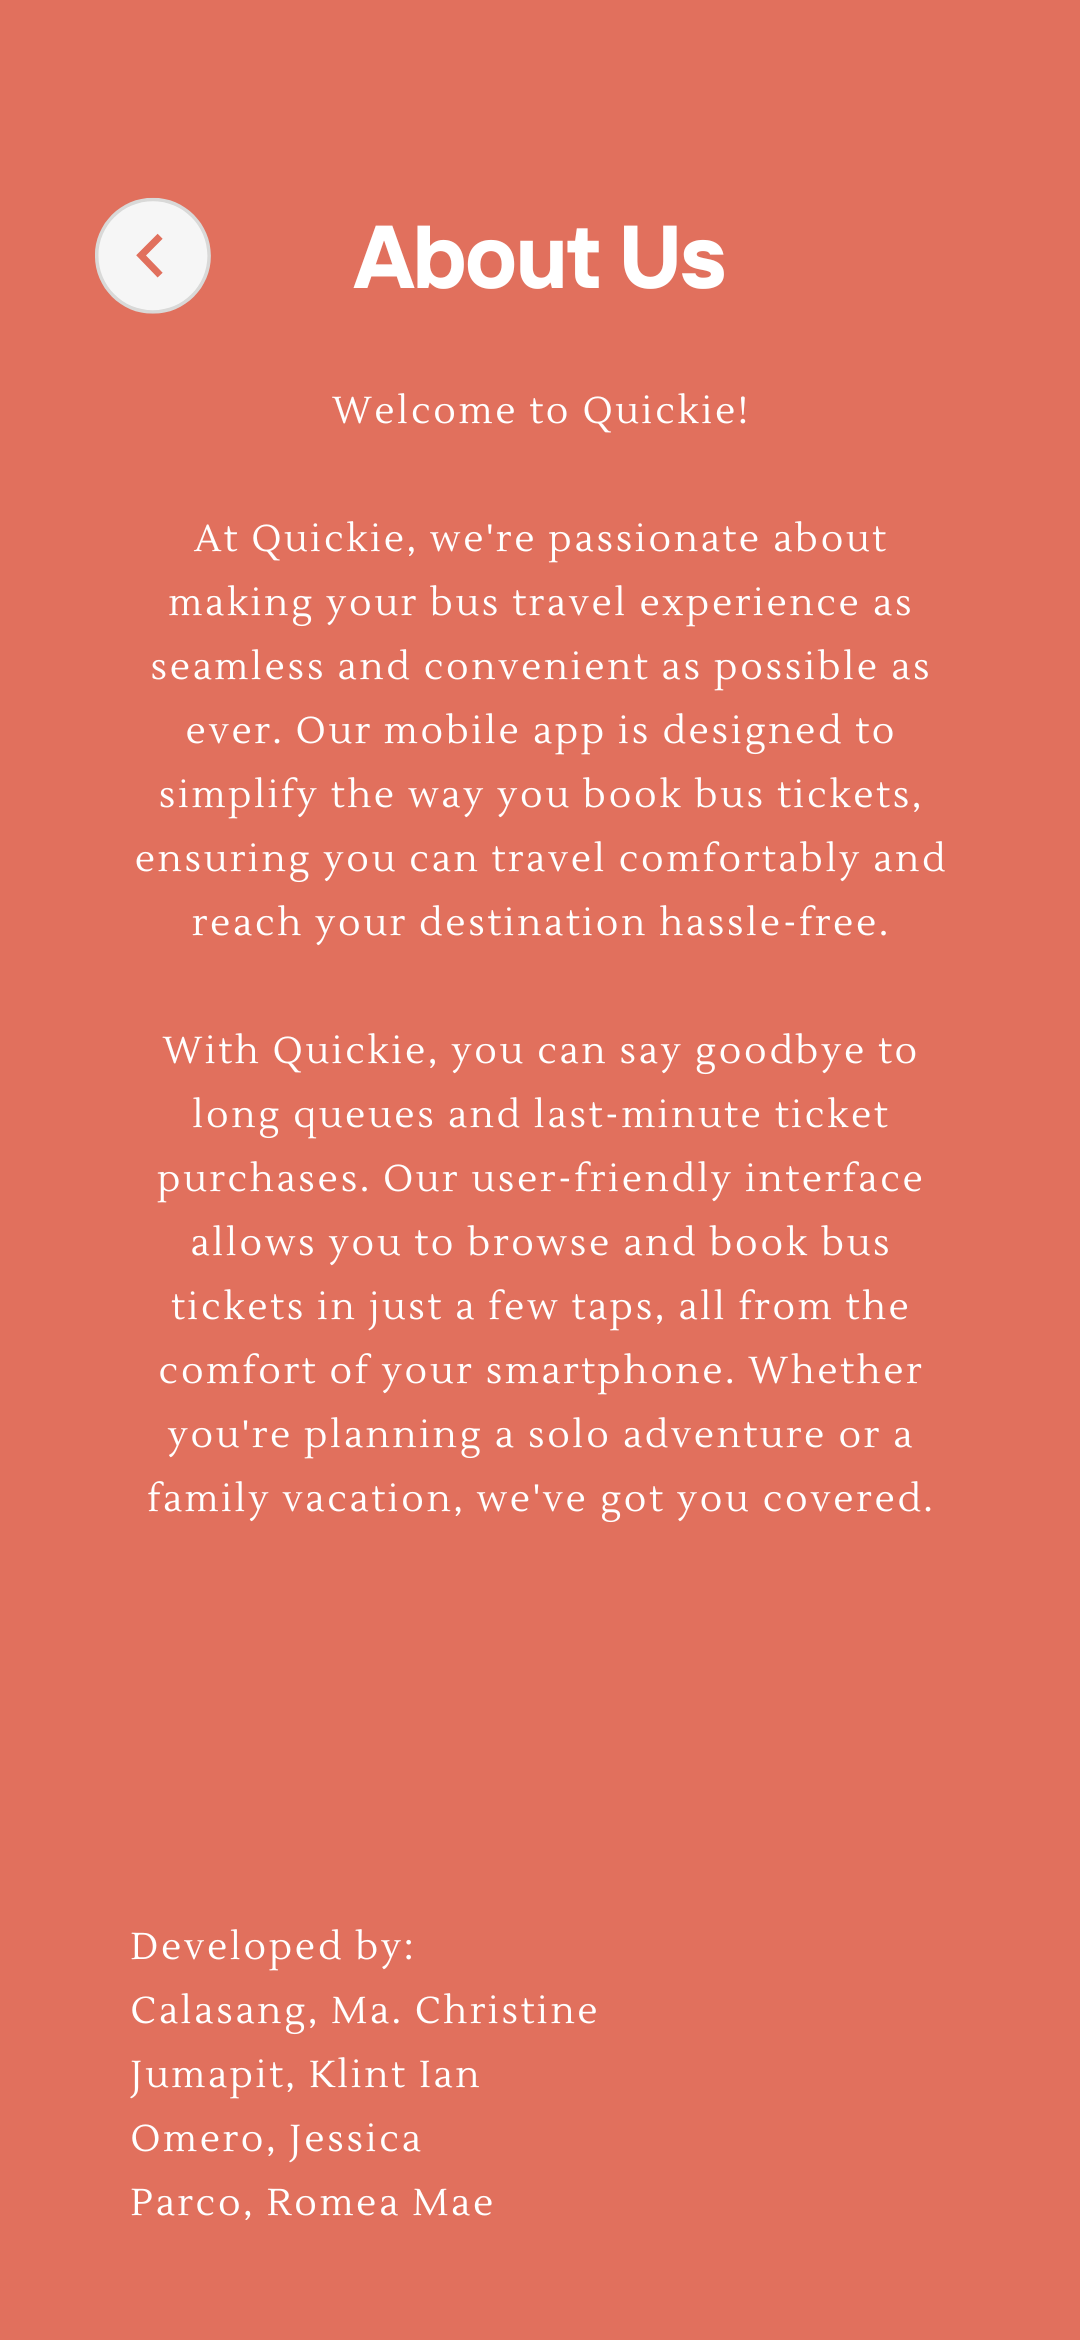 About Us
Welcome to Quickie!
At Quickie, we're passionate about
making your bus travel experience as
seamless and convenient as possible as
ever. Our mobile app is designed to
simplify the way you book bus tickets,
ensuring you can travel comfortably and
reach your destination hassle-free.
With Quickie, you can say goodbye to
long queues and last-minute ticket
purchases. Our user-friendly interface
allows you to browse and book bus
tickets in just a few taps, all from the
comfort of your smartphone. Whether
you're planning a solo adventure or a
family vacation, we've got you covered.
Developed by:
Calasang, Ma. Christine
Jumapit, Klint Ian
Omero, Jessica
Parco, Romea Mae